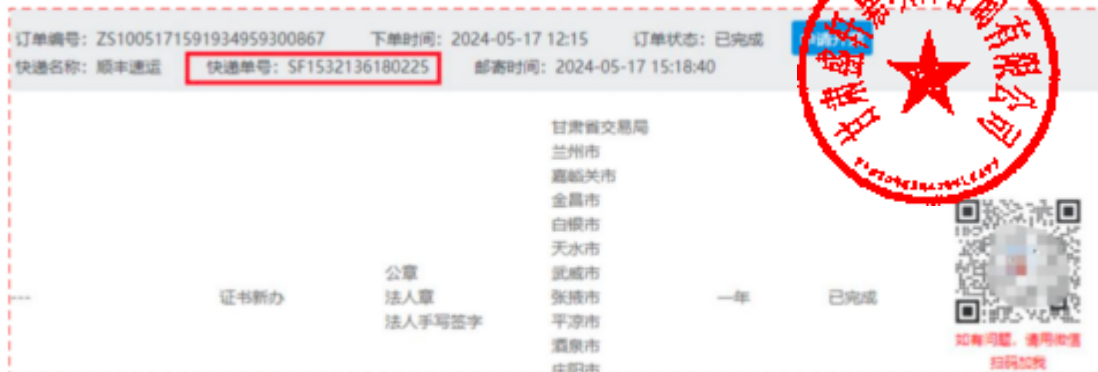 订单编号：ZS1005171591934959300867 下单时间：2024-05-17 12:15 订单状态：已完成
快递名称：顺丰速运 快递单号：SF1532136180225 邮寄时间：2024-05-17 15:18:40
甘肃省交易局
兰州市
嘉峪关市
金昌市
白银市
天水市
公章 武威市
--- 证书新办 法人章 张掖市 一年 已完成
法人手写签字 平凉市
酒泉市
庆阳市
如有问题，请用微信
扫码加我
有限公司